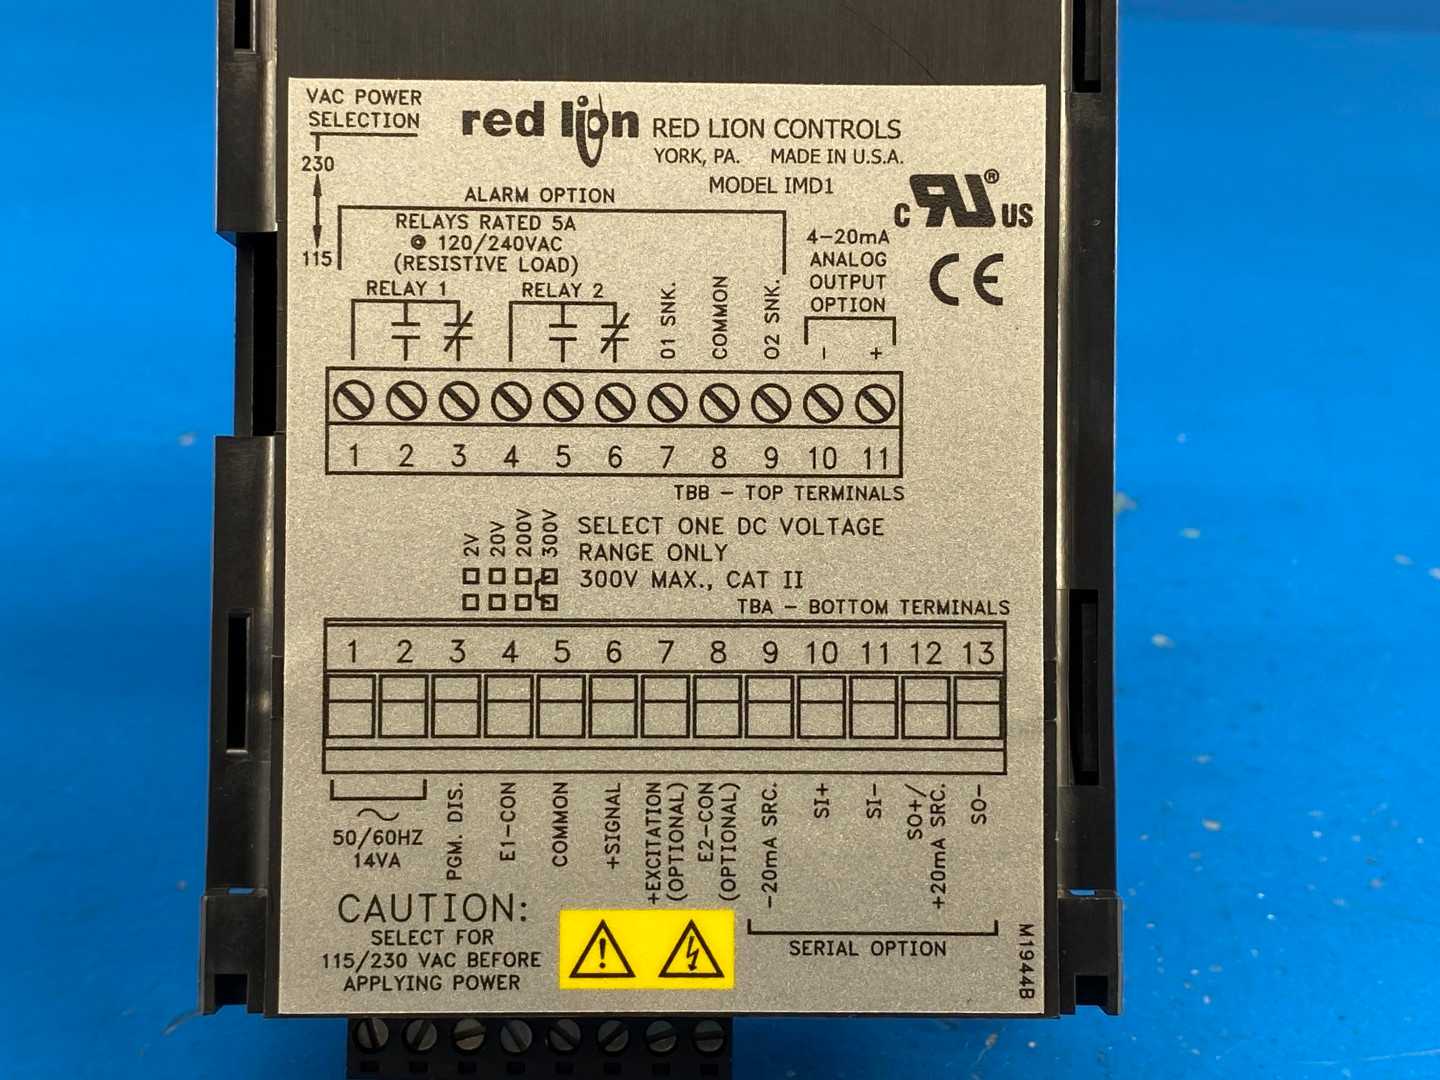 VAC POWER
SELECTION
230
115
red lion RED LION CONTROLS
YORK, PA. MADE IN U.S.A.
MODEL IMD1
C RU® US
CE
ALARM OPTION
RELAYS RATED 5A
@ 120/240VAC
(RESISTIVE LOAD)
RELAY 1
RELAY 2
O1 SNK.
COMMON
O2 SNK.
4-20mA
ANALOG
OUTPUT
OPTION
- +
1 2 3 4 5 6 7 8 9 10 11
TBB - TOP TERMINALS
2V
20V
200V
300V
SELECT ONE DC VOLTAGE
RANGE ONLY
300V MAX., CAT II
TBA - BOTTOM TERMINALS
1 2 3 4 5 6 7 8 9 10 11 12 13
50/60HZ
14VA
PGM. DIS.
E1-CON
COMMON
+SIGNAL
+EXCITATION
(OPTIONAL)
E2-CON
(OPTIONAL)
-20mA SRC.
SI+
SI-
SO+/
+20mA SRC.
SO-
SERIAL OPTION
CAUTION:
SELECT FOR
115/230 VAC BEFORE
APPLYING POWER
M1944B